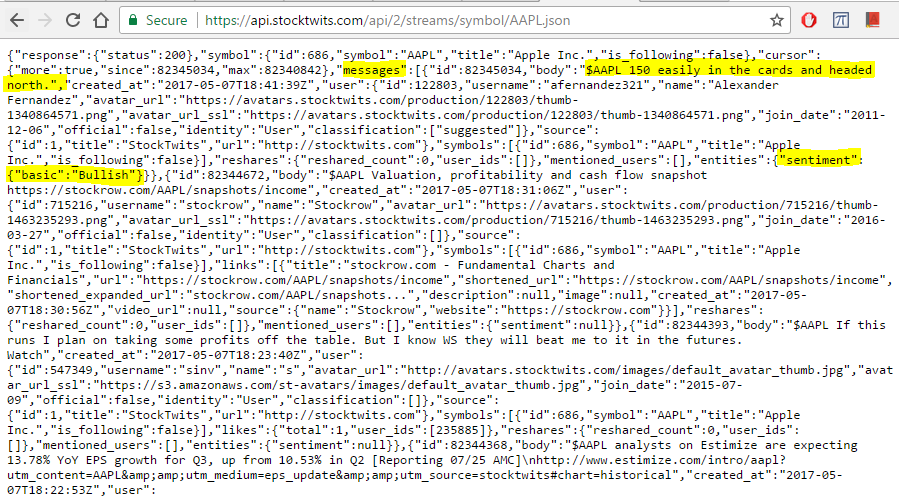 Secure | https://api.stocktwits.com/api/2/streams/symbol/AAPL.json
{"response":{"status":200},"symbol":{"id":686,"symbol":"AAPL","title":"Apple Inc.","is_following":false},"cursor":
{"more":true,"since":82345034,"max":82340842},"messages":[{"id":82345034,"body":"$AAPL 150 easily in the cards and headed
north.","created_at":"2017-05-07T18:41:39Z","user":{"id":122803,"username":"afernandez321","name":"Alexander
Fernandez","avatar_url":"https://avatars.stocktwits.com/production/122803/thumb-
1340864571.png","avatar_url_ssl":"https://avatars.stocktwits.com/production/122803/thumb-1340864571.png","join_date":"2011-
12-06","official":false,"identity":"User","classification":["suggested"]},"source":
{"id":1,"title":"StockTwits","url":"http://stocktwits.com"},"symbols":[{"id":686,"symbol":"AAPL","title":"Apple
Inc.","is_following":false}],"reshares":{"reshared_count":0,"user_ids":[]},"mentioned_users":[],"entities":{"sentiment":
{"basic":"Bullish"}}},{"id":82344672,"body":"$AAPL Valuation, profitability and cash flow snapshot
https://stockrow.com/AAPL/snapshots/income","created_at":"2017-05-07T18:31:06Z","user":
{"id":715216,"username":"stockrow","name":"Stockrow","avatar_url":"https://avatars.stocktwits.com/production/715216/thumb-
1463235293.png","avatar_url_ssl":"https://avatars.stocktwits.com/production/715216/thumb-1463235293.png","join_date":"2016-
03-27","official":false,"identity":"User","classification":[]},"source":
{"id":1,"title":"StockTwits","url":"http://stocktwits.com"},"symbols":[{"id":686,"symbol":"AAPL","title":"Apple
Inc.","is_following":false}],"links":[{"title":"stockrow.com - Fundamental Charts and
Financials","url":"https://stockrow.com/AAPL/snapshots/income","shortened_url":"https://stockrow.com/AAPL/snapshots/income",
"shortened_expanded_url":"stockrow.com/AAPL/snapshots...","description":null,"image":null,"created_at":"2017-05-
07T18:30:56Z","video_url":null,"source":{"name":"Stockrow","website":"https://stockrow.com"}}],"reshares":
{"reshared_count":0,"user_ids":[]},"mentioned_users":[],"entities":{"sentiment":null}},{"id":82344393,"body":"$AAPL If this
runs I plan on taking some profits off the table. But I know WS they will beat me to it in the futures.
Watch","created_at":"2017-05-07T18:23:40Z","user":
{"id":547349,"username":"sinv","name":"s","avatar_url":"http://avatars.stocktwits.com/images/default_avatar_thumb.jpg","avat
ar_url_ssl":"https://s3.amazonaws.com/st-avatars/images/default_avatar_thumb.jpg","join_date":"2015-07-
09","official":false,"identity":"User","classification":[]},"source":
{"id":1,"title":"StockTwits","url":"http://stocktwits.com"},"symbols":[{"id":686,"symbol":"AAPL","title":"Apple
Inc.","is_following":false}],"likes":{"total":1,"user_ids":[235885]},"reshares":{"reshared_count":0,"user_ids":
[]},"mentioned_users":[],"entities":{"sentiment":null}},{"id":82344368,"body":"$AAPL analysts on Estimize are expecting
13.78% YoY EPS growth for Q3, up from 10.53% in Q2 [Reporting 07/25 AMC]\nhttp://www.estimize.com/intro/aapl?
utm_content=AAPL&amp;amp;utm_medium=eps_update&amp;amp;utm_source=stocktwits#chart=historical","created_at":"2017-05-
07T18:22:53Z","user":